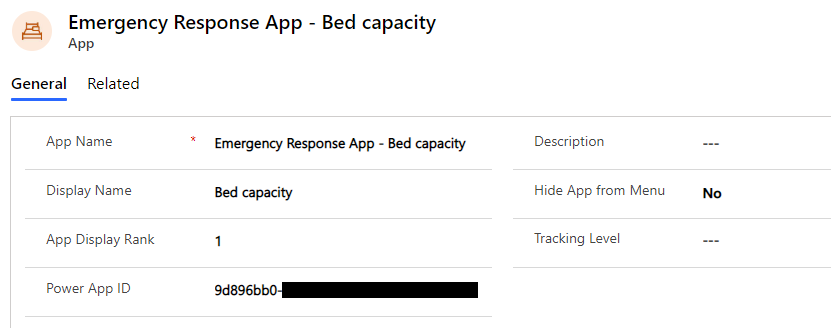 Emergency Response App - Bed capacity
App
General Related
App Name * Emergency Response App - Bed capacity Description ---
Display Name Bed capacity Hide App from Menu No
App Display Rank 1 Tracking Level ---
Power App ID 9d896bb0-